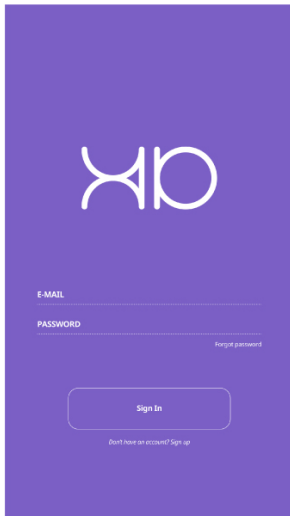 E-MAIL
PASSWORD
Forgot password
Sign In
Don't have an account? Sign up